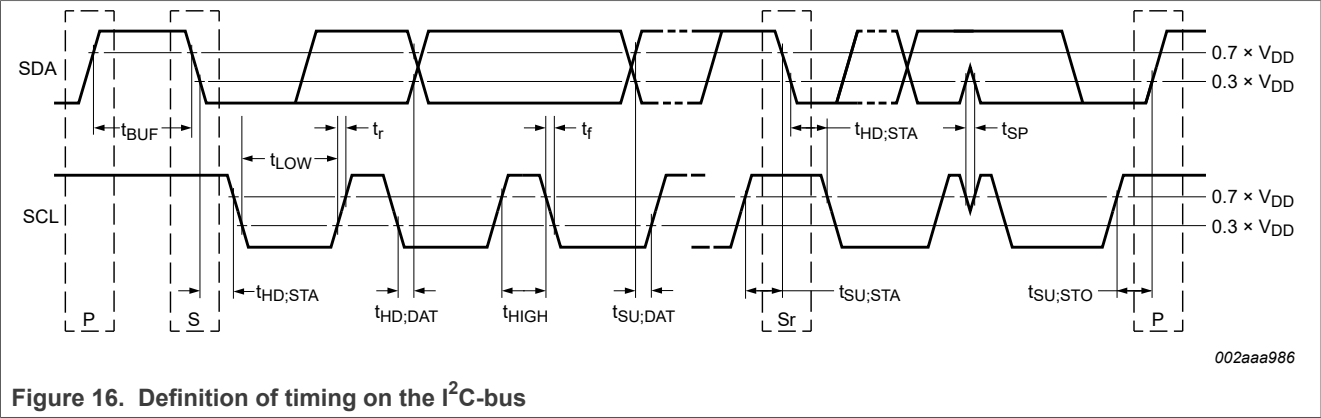 SDA
0.7 × VDD
0.3 × VDD
tBUF
tr
tf
tHD;STA
tSP
tLOW
SCL
0.7 × VDD
0.3 × VDD
tHD;STA
tHD;DAT
tHIGH
tSU;DAT
tSU;STA
tSU;STO
P
S
Sr
P
002aaa986
Figure 16. Definition of timing on the I²C-bus